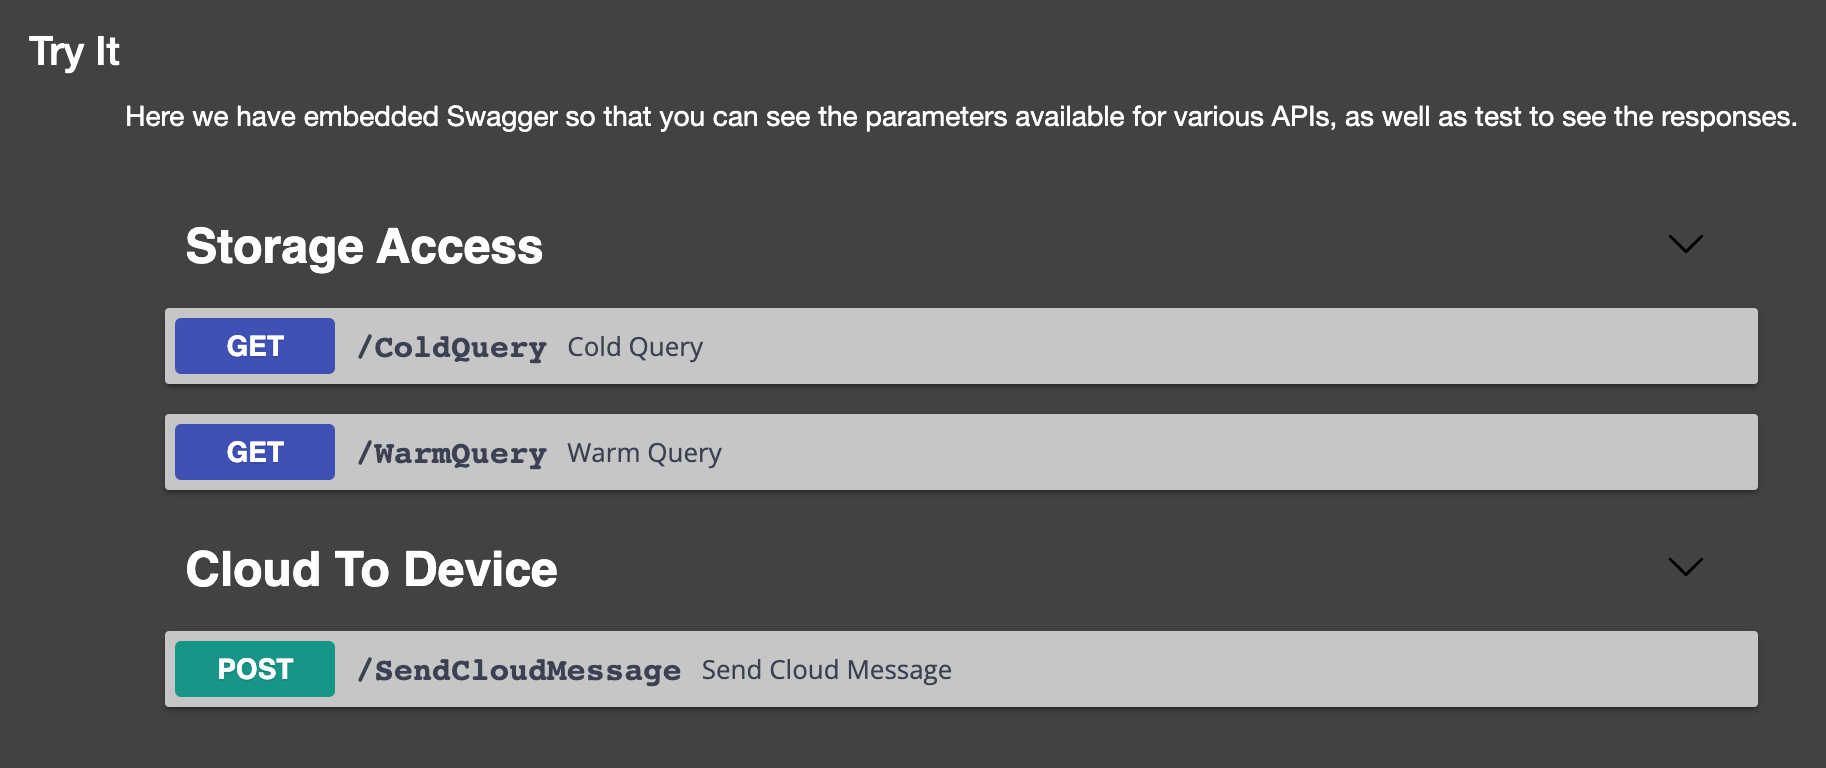 Try It
Here we have embedded Swagger so that you can see the parameters available for various APIs, as well as test to see the responses.
Storage Access
GET /ColdQuery Cold Query
GET /WarmQuery Warm Query
Cloud To Device
POST /SendCloudMessage Send Cloud Message